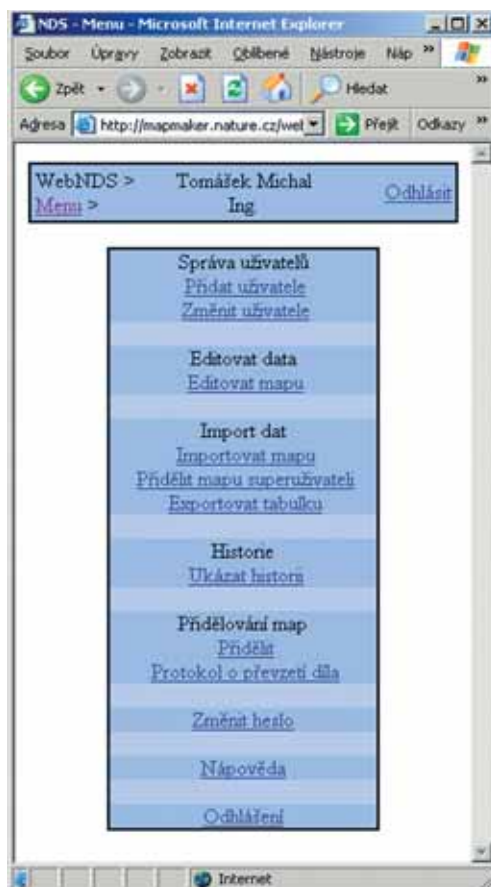 NDS - Menu - Microsoft Internet Explorer
Soubor Úpravy Zobrazit Oblíbené Nástroje Náp »
Zpět Hledat »
Adresa http://mapmaker.nature.cz/wel Přejít Odkazy »
WebNDS > Tomášek Michal Odhlásit
Menu > Ing.
Správa uživatelů
Přidat uživatele
Změnit uživatele
Editovat data
Editovat mapu
Import dat
Importovat mapu
Přidělit mapu superuživateli
Exportovat tabulku
Historie
Ukázat historii
Přidělování map
Přidělit
Protokol o převzetí díla
Změnit heslo
Nápověda
Odhlášení
Internet